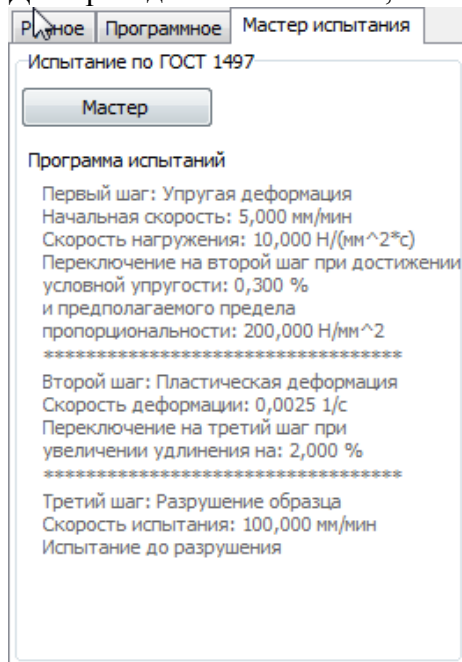 Программное
Мастер испытания
Испытание по ГОСТ 1497
Мастер
Программа испытаний
Первый шаг: Упругая деформация
Начальная скорость: 5,000 мм/мин
Скорость нагружения: 10,000 Н/(мм^2*с)
Переключение на второй шаг при достижении
условной упругости: 0,300 %
и предполагаемого предела
пропорциональности: 200,000 Н/мм^2
**********************************
Второй шаг: Пластическая деформация
Скорость деформации: 0,0025 1/с
Переключение на третий шаг при
увеличении удлинения на: 2,000 %
**********************************
Третий шаг: Разрушение образца
Скорость испытания: 100,000 мм/мин
Испытание до разрушения